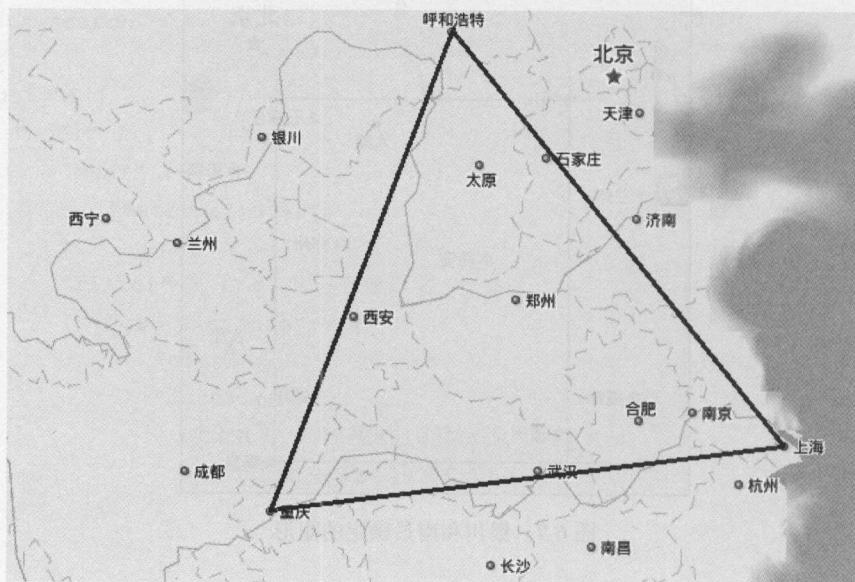 呼和浩特
北京
天津
银川
石家庄
太原
西宁
济南
兰州
郑州
西安
合肥
南京
上海
成都
武汉
杭州
重庆
南昌
长沙